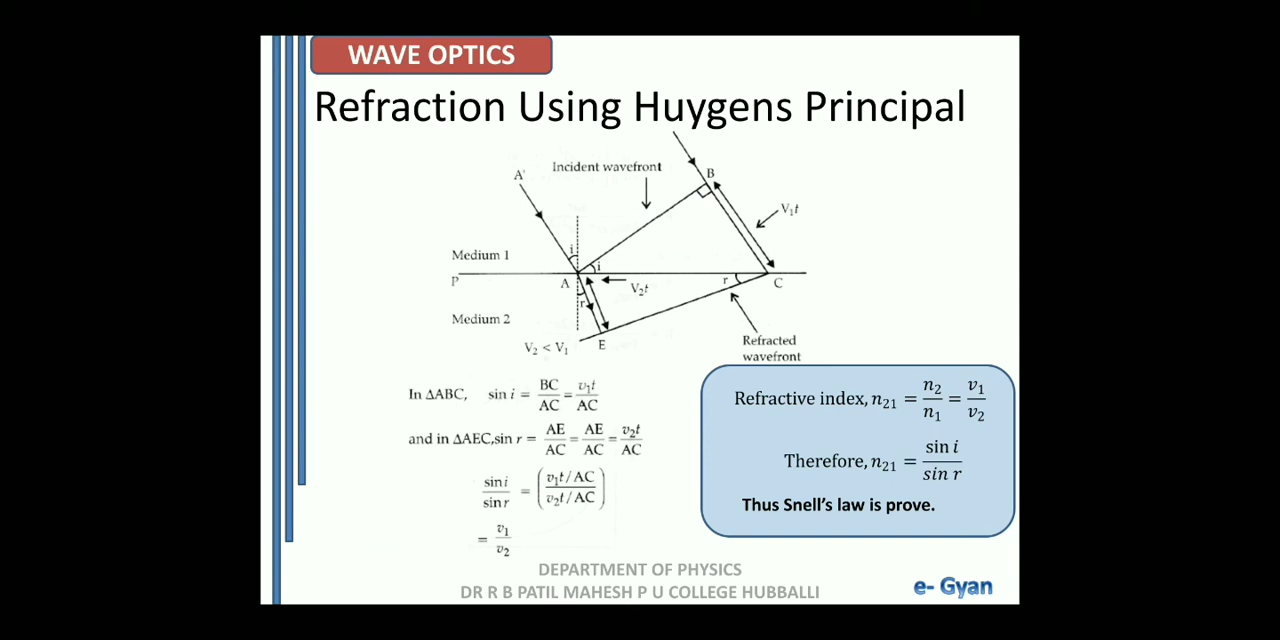 WAVE OPTICS
Refraction Using Huygens Principal
Incident wavefront
A'
B
V₁t
i
i
Medium 1
P
A
V₂t
r
C
r
Medium 2
V₂ < V₁
E
Refracted
wavefront
In ΔABC, sin i = BC/AC = v₁t/AC
and in ΔAEC,sin r = AE/AC = AE/AC = v₂t/AC
sin i/sin r = (v₁t/AC / v₂t/AC)
= v₁/v₂
Refractive index, n₂₁ = n₂/n₁ = v₁/v₂
Therefore, n₂₁ = sin i/sin r
Thus Snell's law is prove.
DEPARTMENT OF PHYSICS
DR R B PATIL MAHESH P U COLLEGE HUBBALLI
e- Gyan